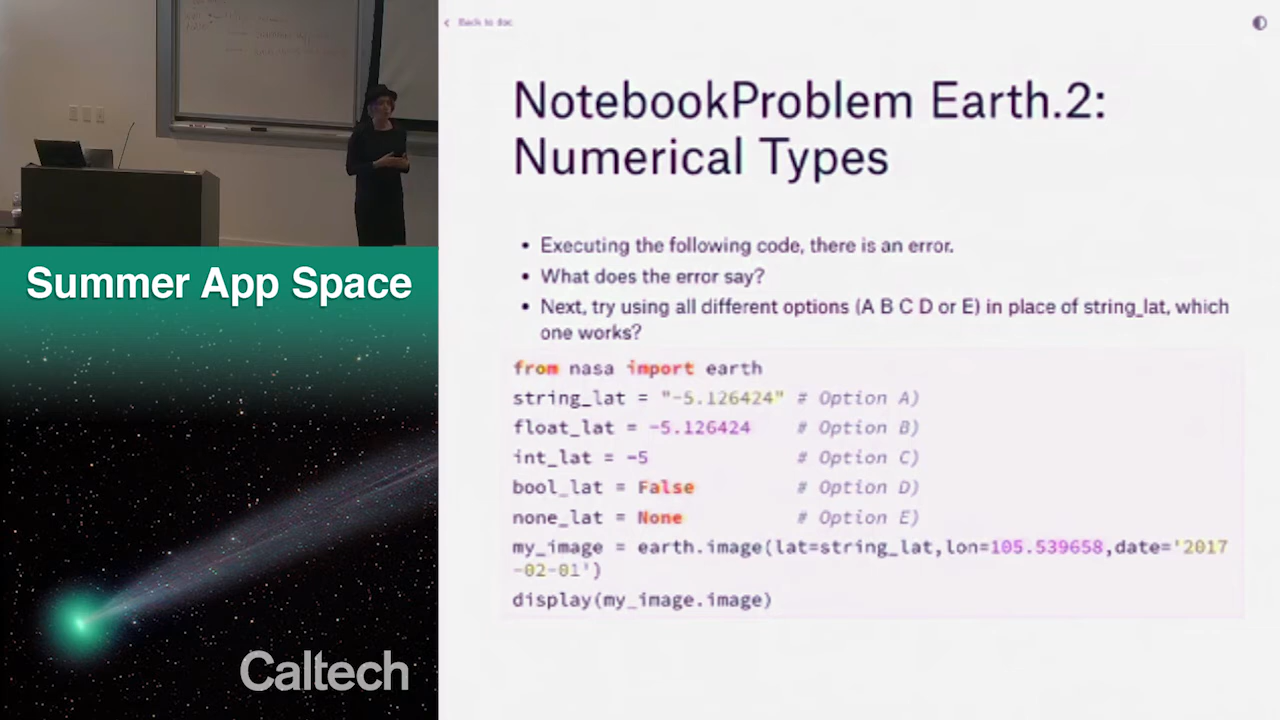 Back to doc
NotebookProblem Earth.2:
Numerical Types
• Executing the following code, there is an error.
• What does the error say?
• Next, try using all different options (A B C D or E) in place of string_lat, which
one works?
from nasa import earth
string_lat = "-5.126424" # Option A)
float_lat = -5.126424 # Option B)
int_lat = -5 # Option C)
bool_lat = False # Option D)
none_lat = None # Option E)
my_image = earth.image(lat=string_lat,lon=105.539658,date='2017
-02-01')
display(my_image.image)
Summer App Space
Caltech